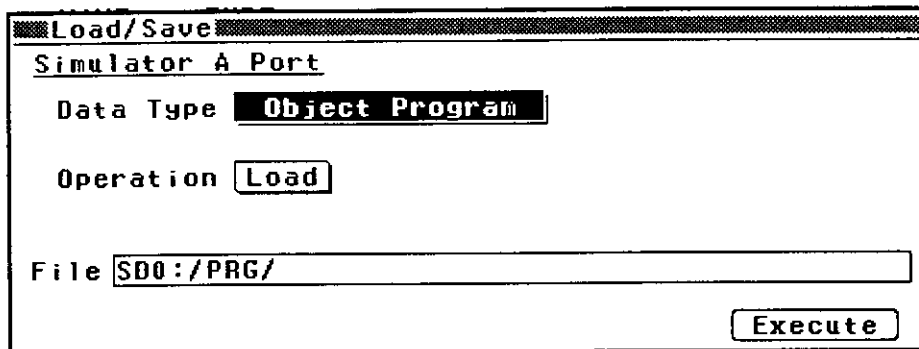 Load/Save
Simulator A Port
Data Type Object Program
Operation Load
File SD0:/PRG/
Execute